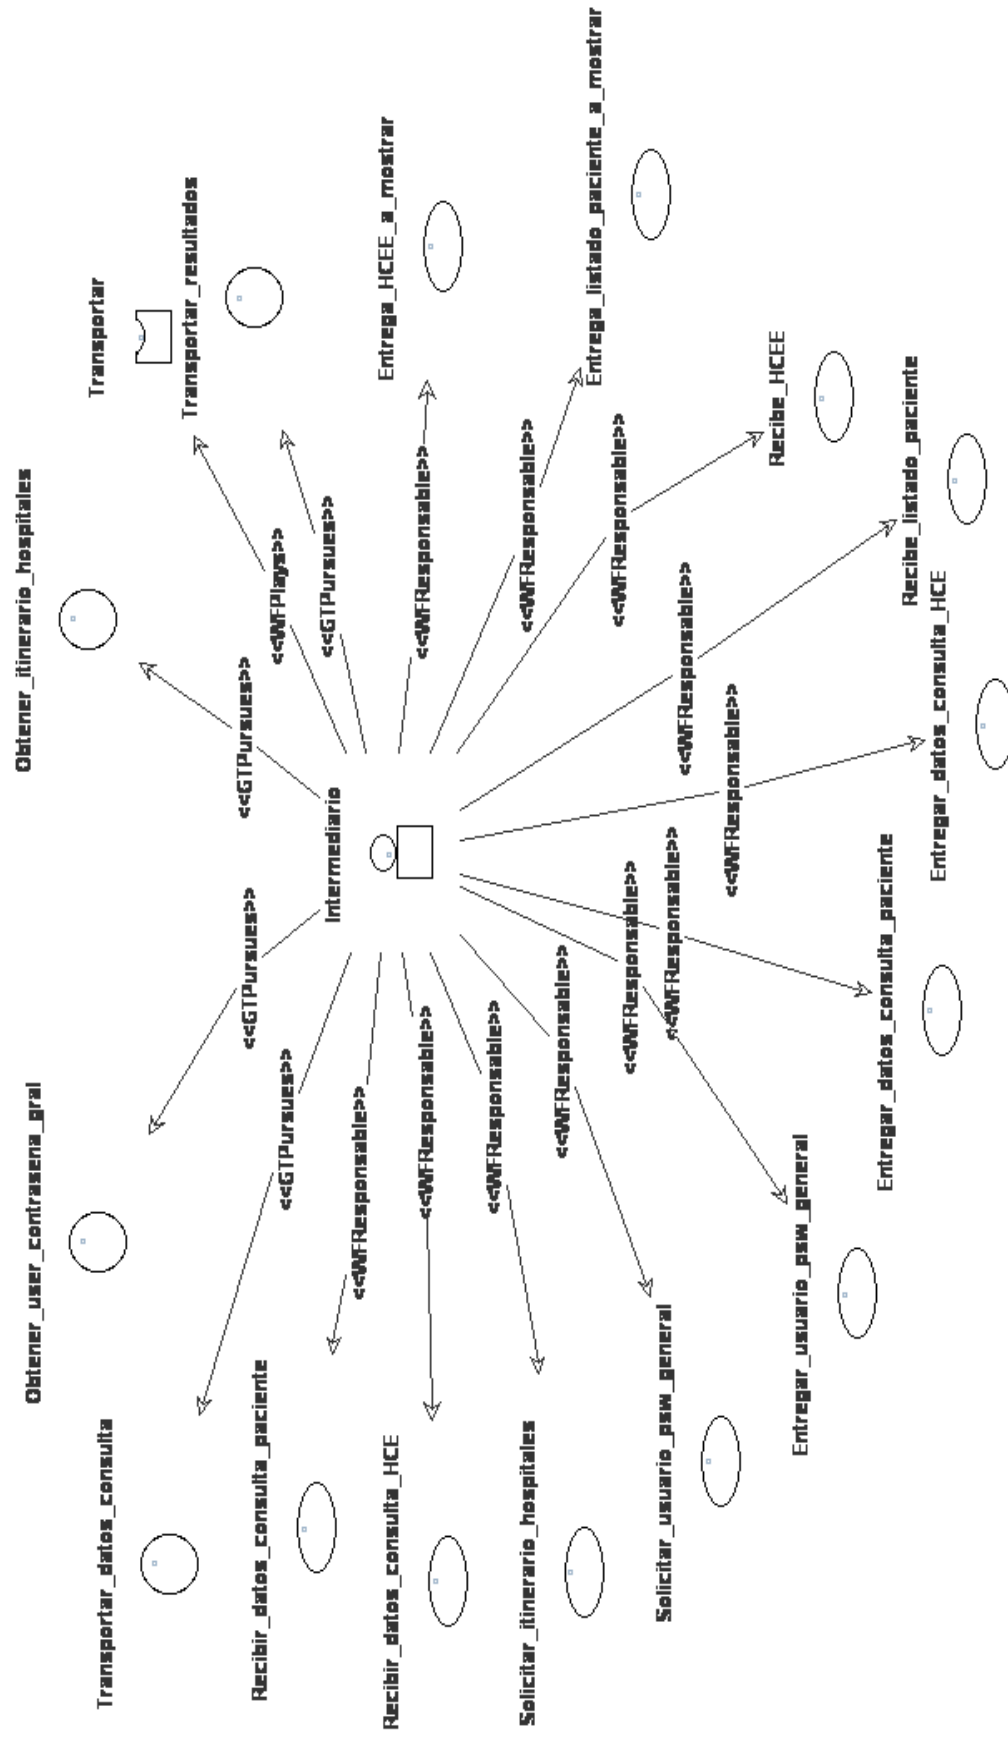 Obtener_user_contrasena_gral
Obtener_itinerario_hospitales
Transportar_datos_consulta
Transportar
Transportar_resultados
<<GTPursues>>
<<GTPursues>>
Recibir_datos_consulta_paciente
<<GTPursues>>
<<WFPlays>>
<<GTPursues>>
Intermediario
<<WFResponsable>>
Recibir_datos_consulta_HCE
Entrega_HCEE_a_mostrar
<<WFResponsable>>
<<WFResponsable>>
<<WFResponsable>>
Solicitar_itinerario_hospitales
<<WFResponsable>>
<<WFResponsable>>
Entrega_listado_paciente_a_mostrar
<<WFResponsable>>
<<WFResponsable>>
Solicitar_usuario_psw_general
<<WFResponsable>>
<<WFResponsable>>
<<WFResponsable>>
Recibe_HCEE
Entregar_usuario_psw_general
Entregar_datos_consulta_paciente
Recibe_listado_paciente
Entregar_datos_consulta_HCE